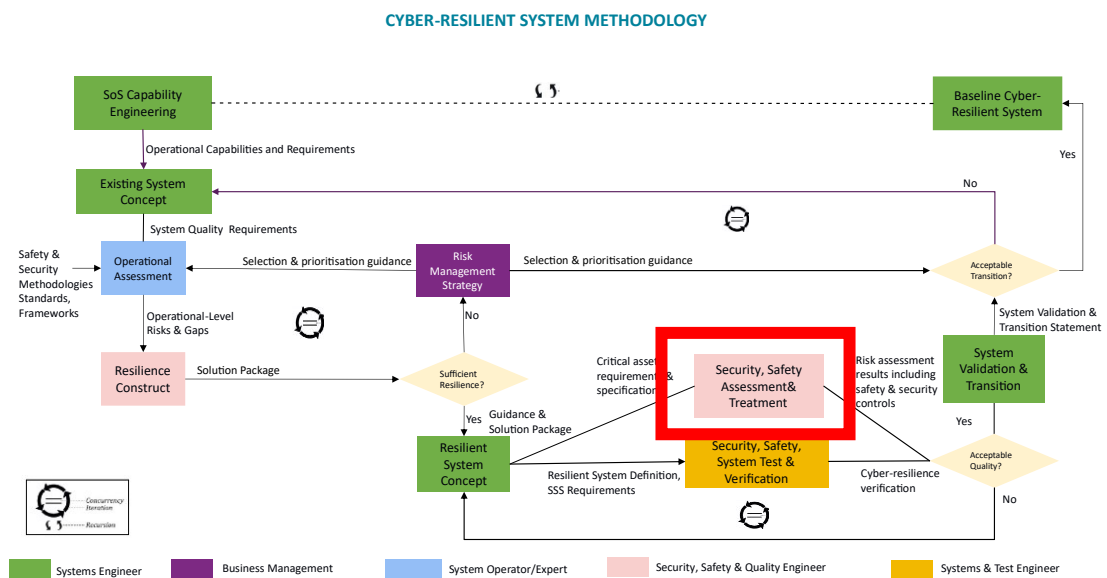 CYBER-RESILIENT SYSTEM METHODOLOGY
SoS Capability
Engineering
Baseline Cyber-
Resilient System
Operational Capabilities and Requirements
Yes
Existing System
Concept
No
System Quality Requirements
Safety &
Security
Methodologies
Standards,
Frameworks
Operational
Assessment
Selection & prioritisation guidance
Risk
Management
Strategy
Selection & prioritisation guidance
Acceptable
Transition?
Operational-Level
Risks & Gaps
No
System Validation &
Transition Statement
Resilience
Construct
Solution Package
Sufficient
Resilience?
Critical asset
requirements &
specification
Security, Safety
Assessment&
Treatment
Risk assessment
results including
safety & security
controls
System
Validation &
Transition
Yes
Guidance &
Solution Package
Yes
Resilient
System
Concept
Resilient System Definition,
SSS Requirements
Security, Safety,
System Test &
Verification
Cyber-resilience
verification
Acceptable
Quality?
No
Concurrency
Iteration
Recursion
Systems Engineer
Business Management
System Operator/Expert
Security, Safety & Quality Engineer
Systems & Test Engineer